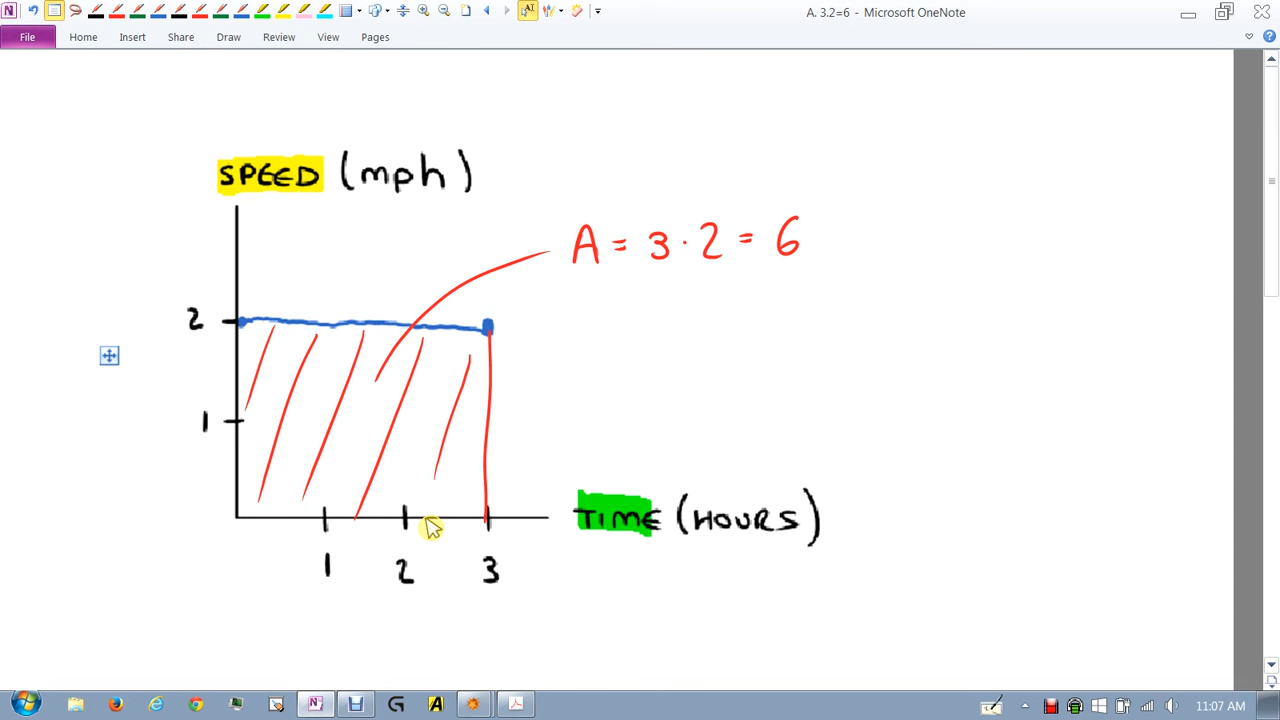 A. 3.2=6 - Microsoft OneNote
File Home Insert Share Draw Review View Pages
SPEED (mph)
A = 3 · 2 = 6
2
1
TIME (HOURS)
1 2 3
11:07 AM